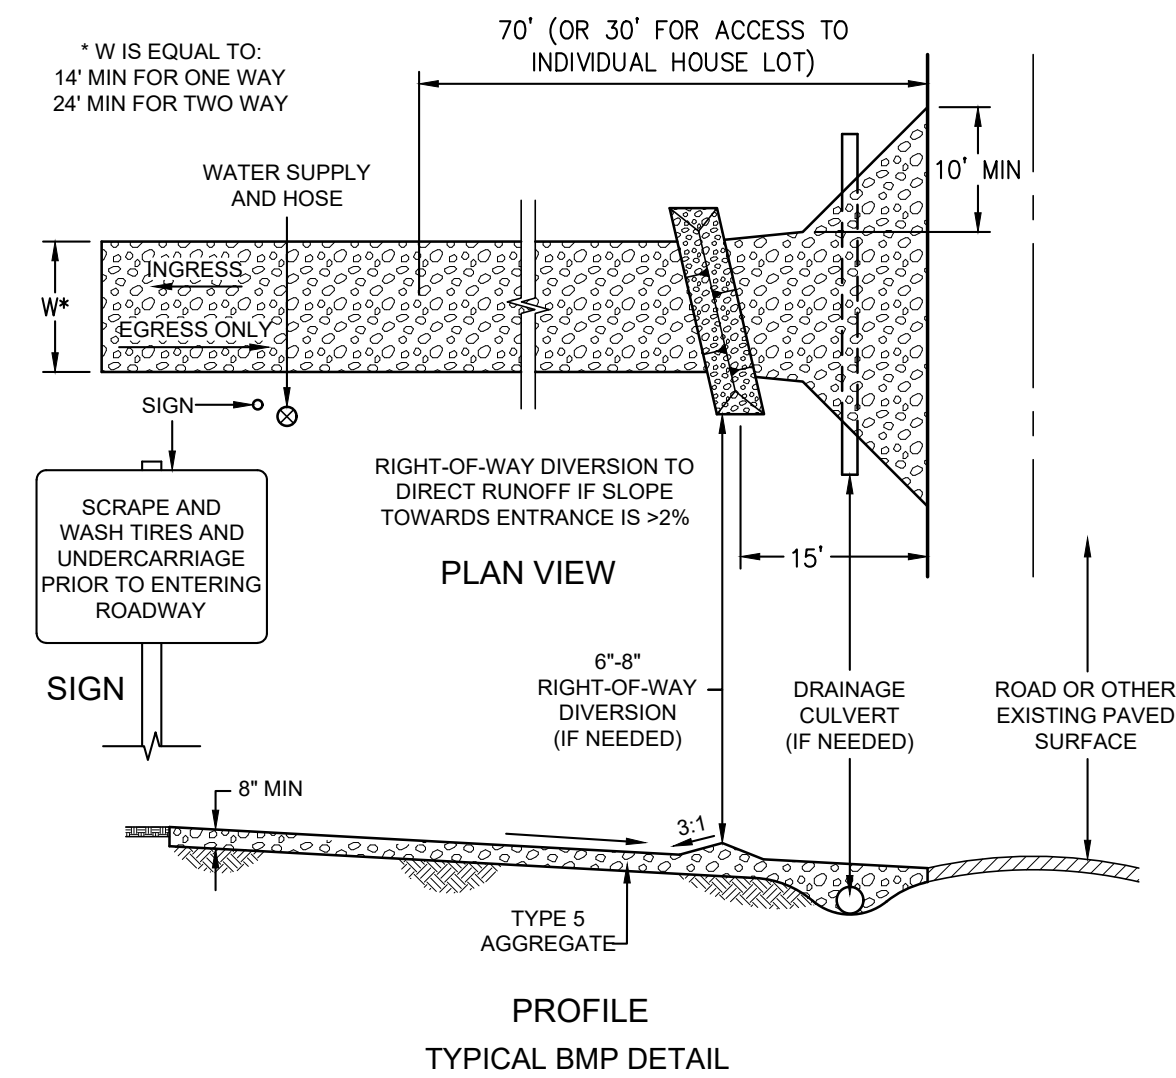 * W IS EQUAL TO:
14' MIN FOR ONE WAY
24' MIN FOR TWO WAY
70' (OR 30' FOR ACCESS TO
INDIVIDUAL HOUSE LOT)
WATER SUPPLY
AND HOSE
10' MIN
INGRESS
W*
EGRESS ONLY
SIGN
SCRAPE AND
WASH TIRES AND
UNDERCARRIAGE
PRIOR TO ENTERING
ROADWAY
SIGN
RIGHT-OF-WAY DIVERSION TO
DIRECT RUNOFF IF SLOPE
TOWARDS ENTRANCE IS >2%
PLAN VIEW
15'
6"-8"
RIGHT-OF-WAY
DIVERSION
(IF NEEDED)
DRAINAGE
CULVERT
(IF NEEDED)
ROAD OR OTHER
EXISTING PAVED
SURFACE
8" MIN
3:1
TYPE 5
AGGREGATE
PROFILE
TYPICAL BMP DETAIL